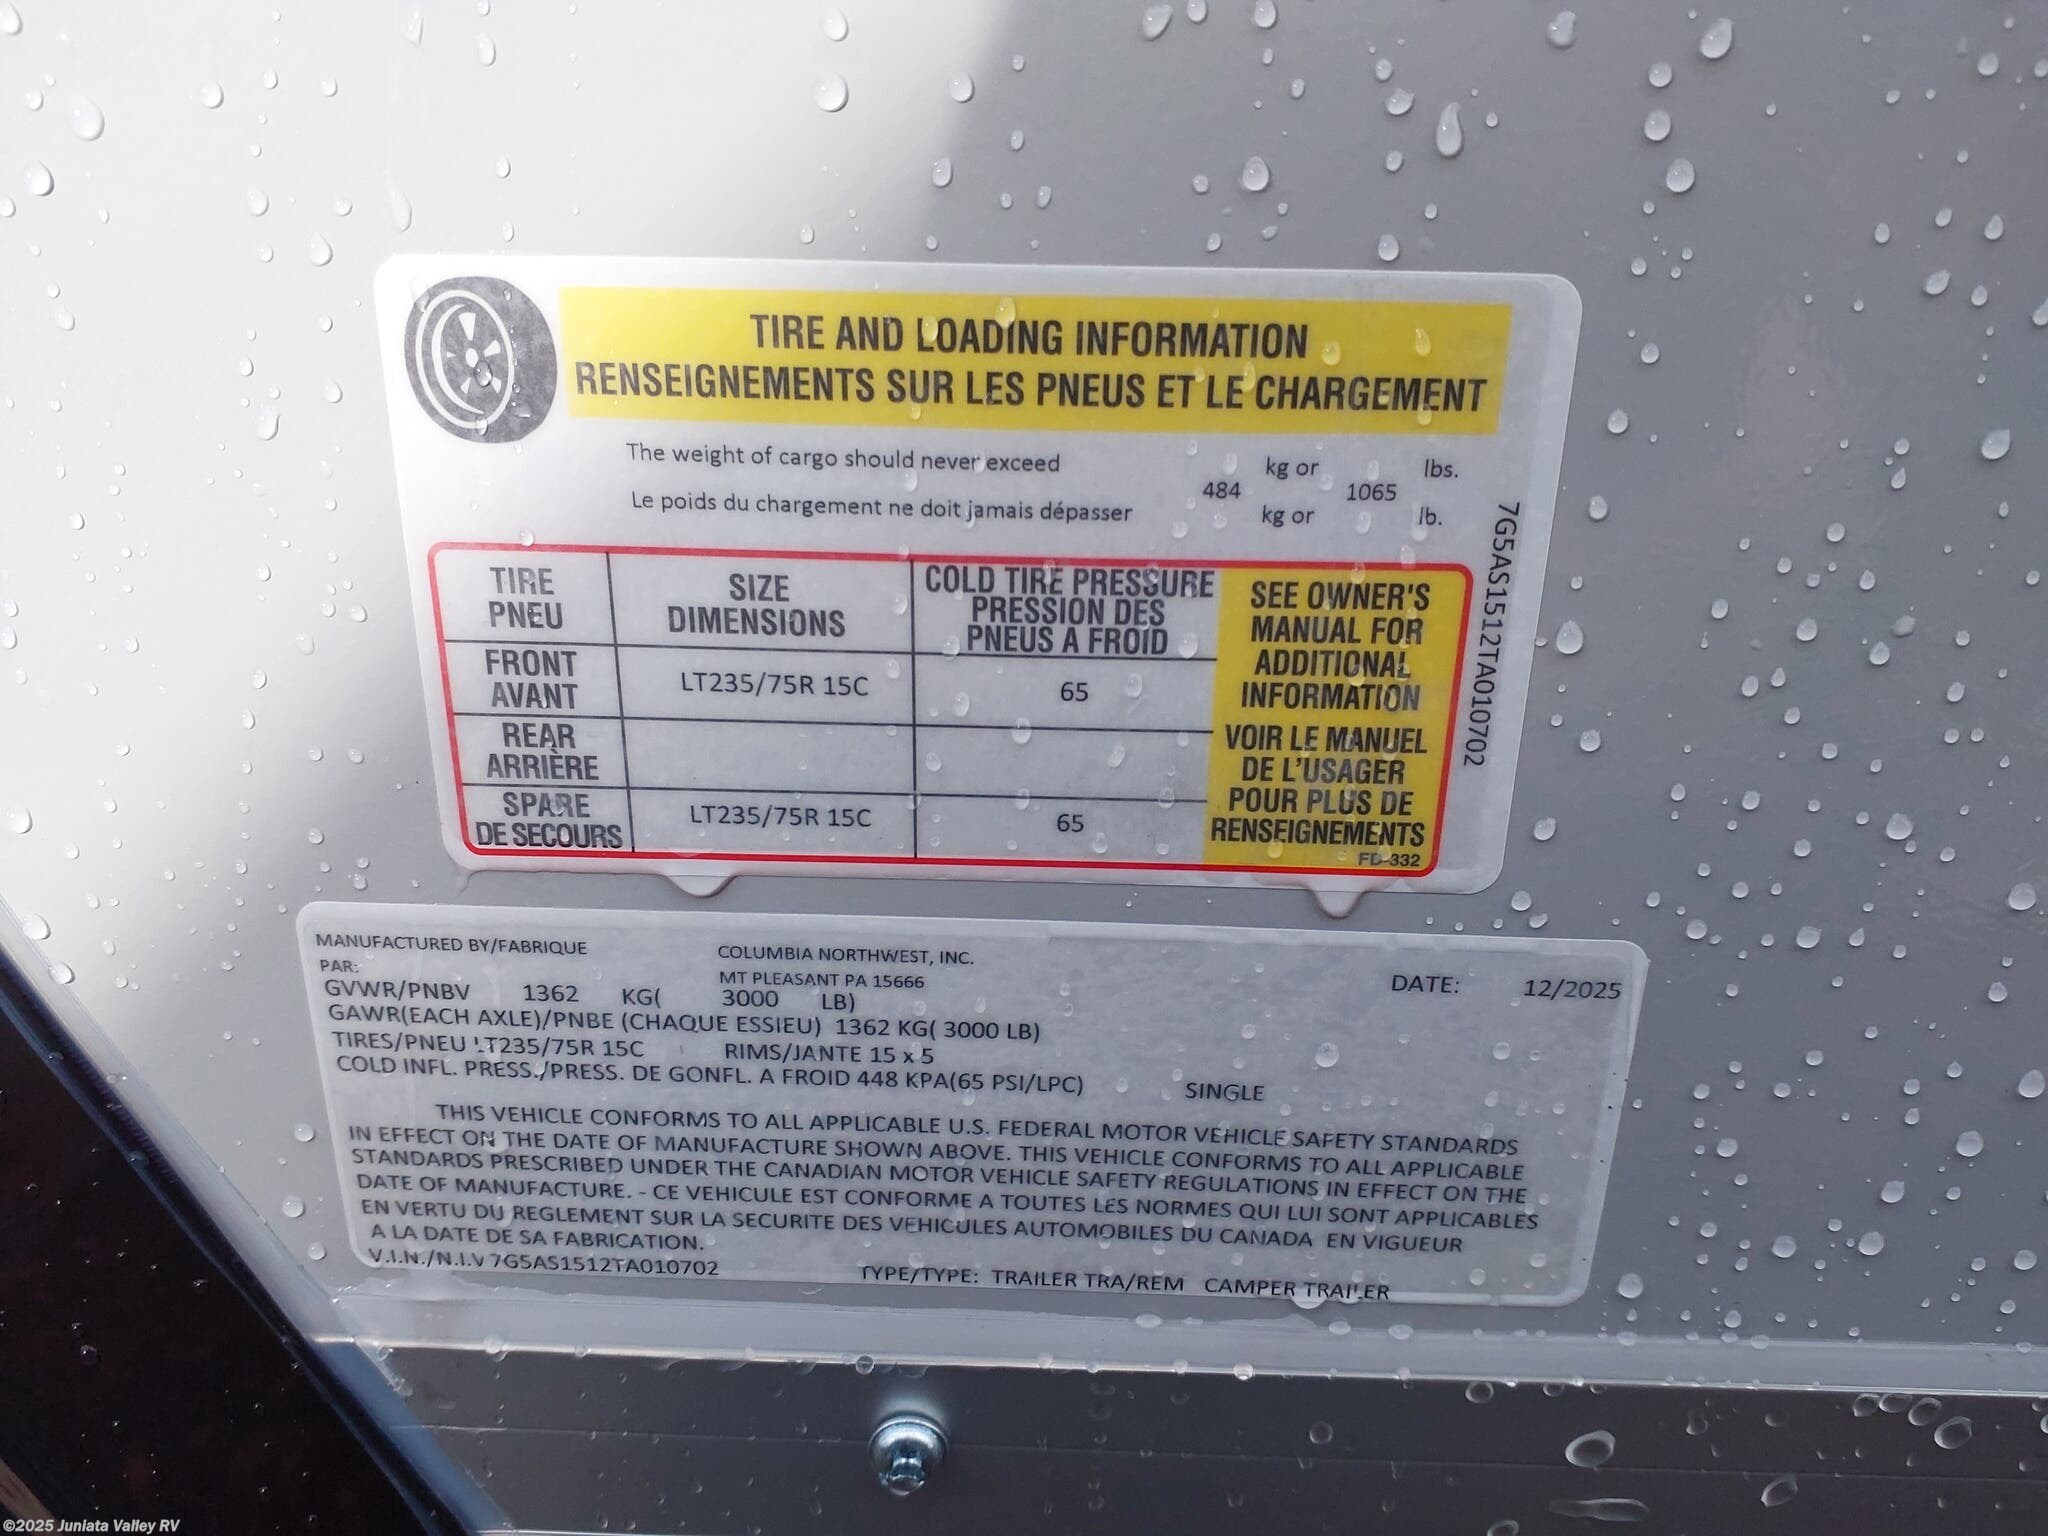 TIRE AND LOADING INFORMATION
RENSEIGNEMENTS SUR LES PNEUS ET LE CHARGEMENT
The weight of cargo should never exceed 484 kg or 1065 lbs.
Le poids du chargement ne doit jamais dépasser kg or lb.
TIRE PNEU
SIZE DIMENSIONS
COLD TIRE PRESSURE
PRESSION DES
PNEUS A FROID
FRONT AVANT LT235/75R 15C 65
REAR ARRIÈRE
SPARE DE SECOURS LT235/75R 15C 65
SEE OWNER'S
MANUAL FOR
ADDITIONAL
INFORMATION
VOIR LE MANUEL
DE L'USAGER
POUR PLUS DE
RENSEIGNEMENTS
FD-332
7G5AS1512TA010702
MANUFACTURED BY/FABRIQUE COLUMBIA NORTHWEST, INC.
PAR: MT PLEASANT PA 15666 DATE: 12/2025
GVWR/PNBV 1362 KG( 3000 LB)
GAWR(EACH AXLE)/PNBE (CHAQUE ESSIEU) 1362 KG( 3000 LB)
TIRES/PNEU LT235/75R 15C RIMS/JANTE 15 x 5
COLD INFL. PRESS./PRESS. DE GONFL. A FROID 448 KPA(65 PSI/LPC) SINGLE
THIS VEHICLE CONFORMS TO ALL APPLICABLE U.S. FEDERAL MOTOR VEHICLE SAFETY STANDARDS
IN EFFECT ON THE DATE OF MANUFACTURE SHOWN ABOVE. THIS VEHICLE CONFORMS TO ALL APPLICABLE
STANDARDS PRESCRIBED UNDER THE CANADIAN MOTOR VEHICLE SAFETY REGULATIONS IN EFFECT ON THE
DATE OF MANUFACTURE. - CE VEHICULE EST CONFORME A TOUTES LES NORMES QUI LUI SONT APPLICABLES
EN VERTU DU REGLEMENT SUR LA SECURITE DES VEHICULES AUTOMOBILES DU CANADA EN VIGUEUR
A LA DATE DE SA FABRICATION.
V.I.N./N.I.V 7G5AS1512TA010702 TYPE/TYPE: TRAILER TRA/REM CAMPER TRAILER
©2025 Juniata Valley RV